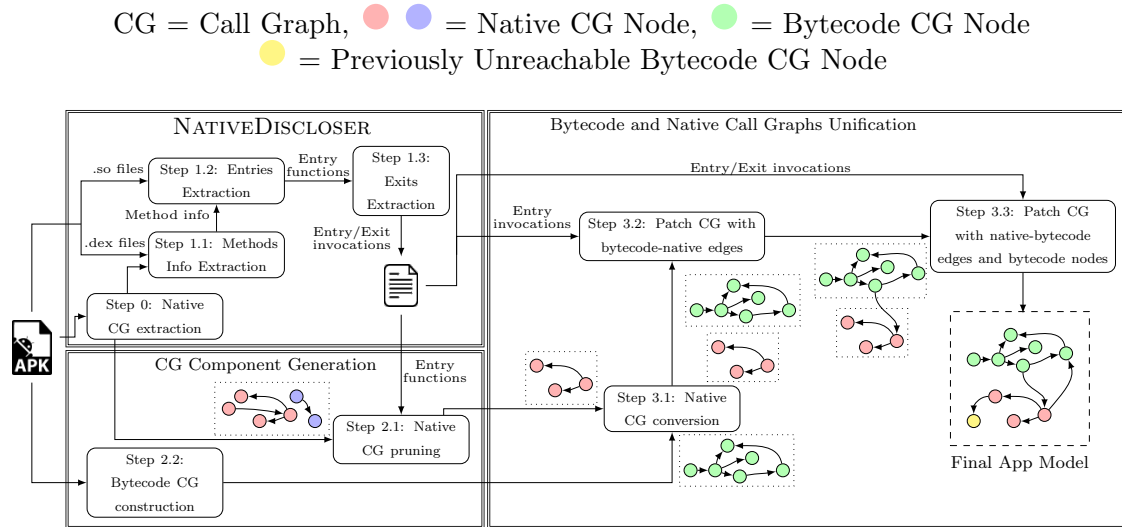 CG = Call Graph, = Native CG Node, = Bytecode CG Node
= Previously Unreachable Bytecode CG Node
NATIVEDISCLOSER
Bytecode and Native Call Graphs Unification
.so files
Step 1.2: Entries
Extraction
Entry
functions
Step 1.3:
Exits
Extraction
Method info
.dex files
Step 1.1: Methods
Info Extraction
Entry/Exit
invocations
Step 0: Native
CG extraction
APK
CG Component Generation
Entry
functions
Step 2.1: Native
CG pruning
Step 2.2:
Bytecode CG
construction
Entry/Exit invocations
Entry
invocations
Step 3.2: Patch CG with
bytecode-native edges
Step 3.3: Patch CG
with native-bytecode
edges and bytecode nodes
Step 3.1: Native
CG conversion
Final App Model